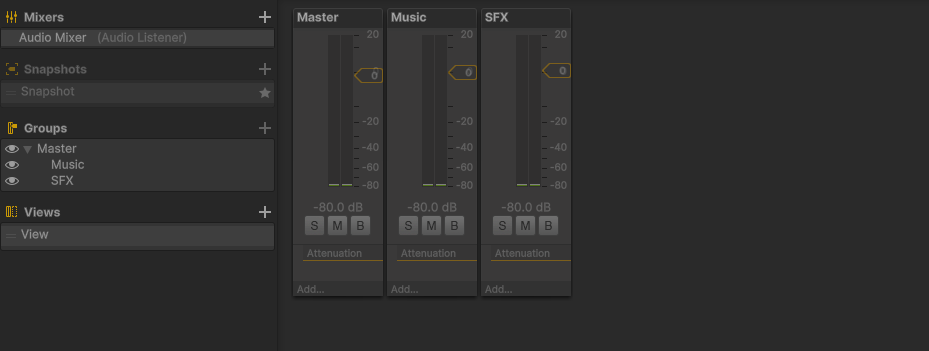 Mixers
Audio Mixer (Audio Listener)
Snapshots
Snapshot
Groups
Master
Music
SFX
Views
View
Master
20
0
-20
-40
-60
-80
-80.0 dB
S M B
Attenuation
Add...
Music
20
0
-20
-40
-60
-80
-80.0 dB
S M B
Attenuation
Add...
SFX
20
0
-20
-40
-60
-80
-80.0 dB
S M B
Attenuation
Add...